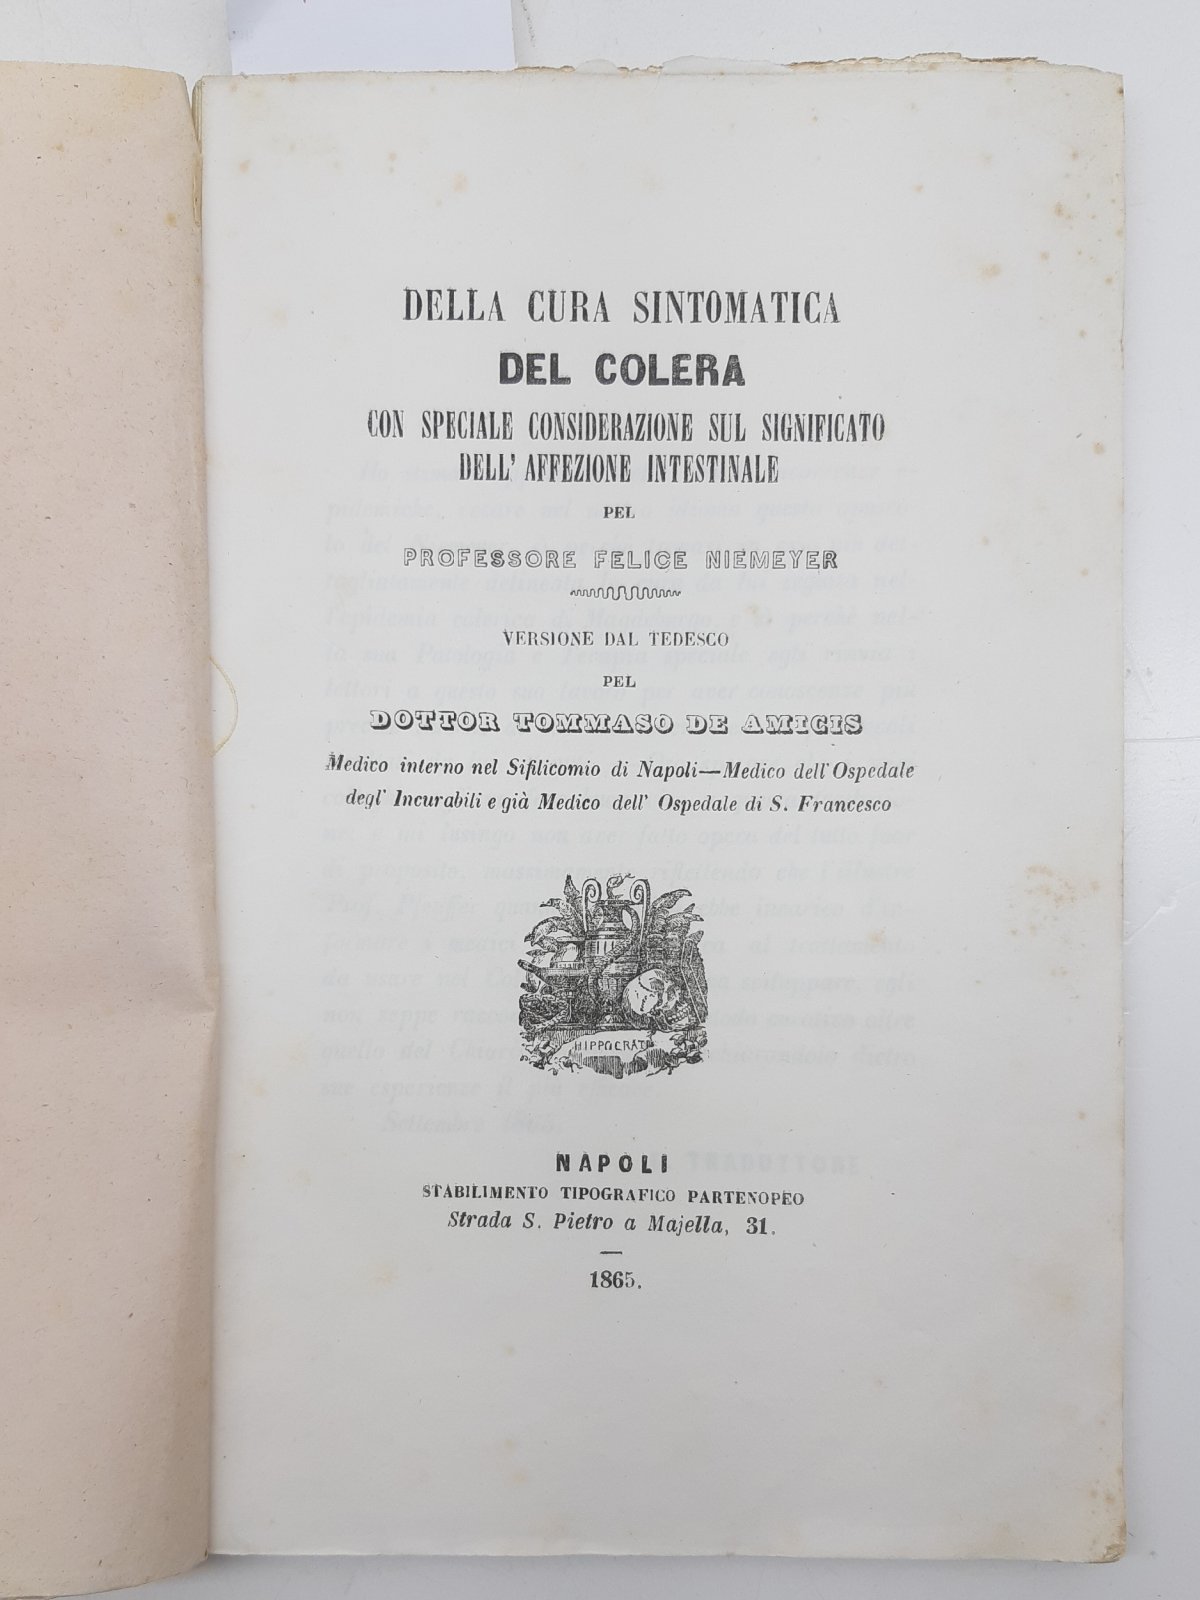 DELLA CURA SINTOMATICA
DEL COLERA
CON SPECIALE CONSIDERAZIONE SUL SIGNIFICATO
DELL' AFFEZIONE INTESTINALE
PEL
PROFESSORE FELICE NIEMEYER
VERSIONE DAL TEDESCO
PEL
DOTTOR TOMMASO DE AMICIS
Medico interno nel Sifilicomio di Napoli—Medico dell'Ospedale
degl' Incurabili e già Medico dell' Ospedale di S. Francesco
HIPPOCRAT
NAPOLI
STABILIMENTO TIPOGRAFICO PARTENOPEO
Strada S. Pietro a Majella, 31.
1865.